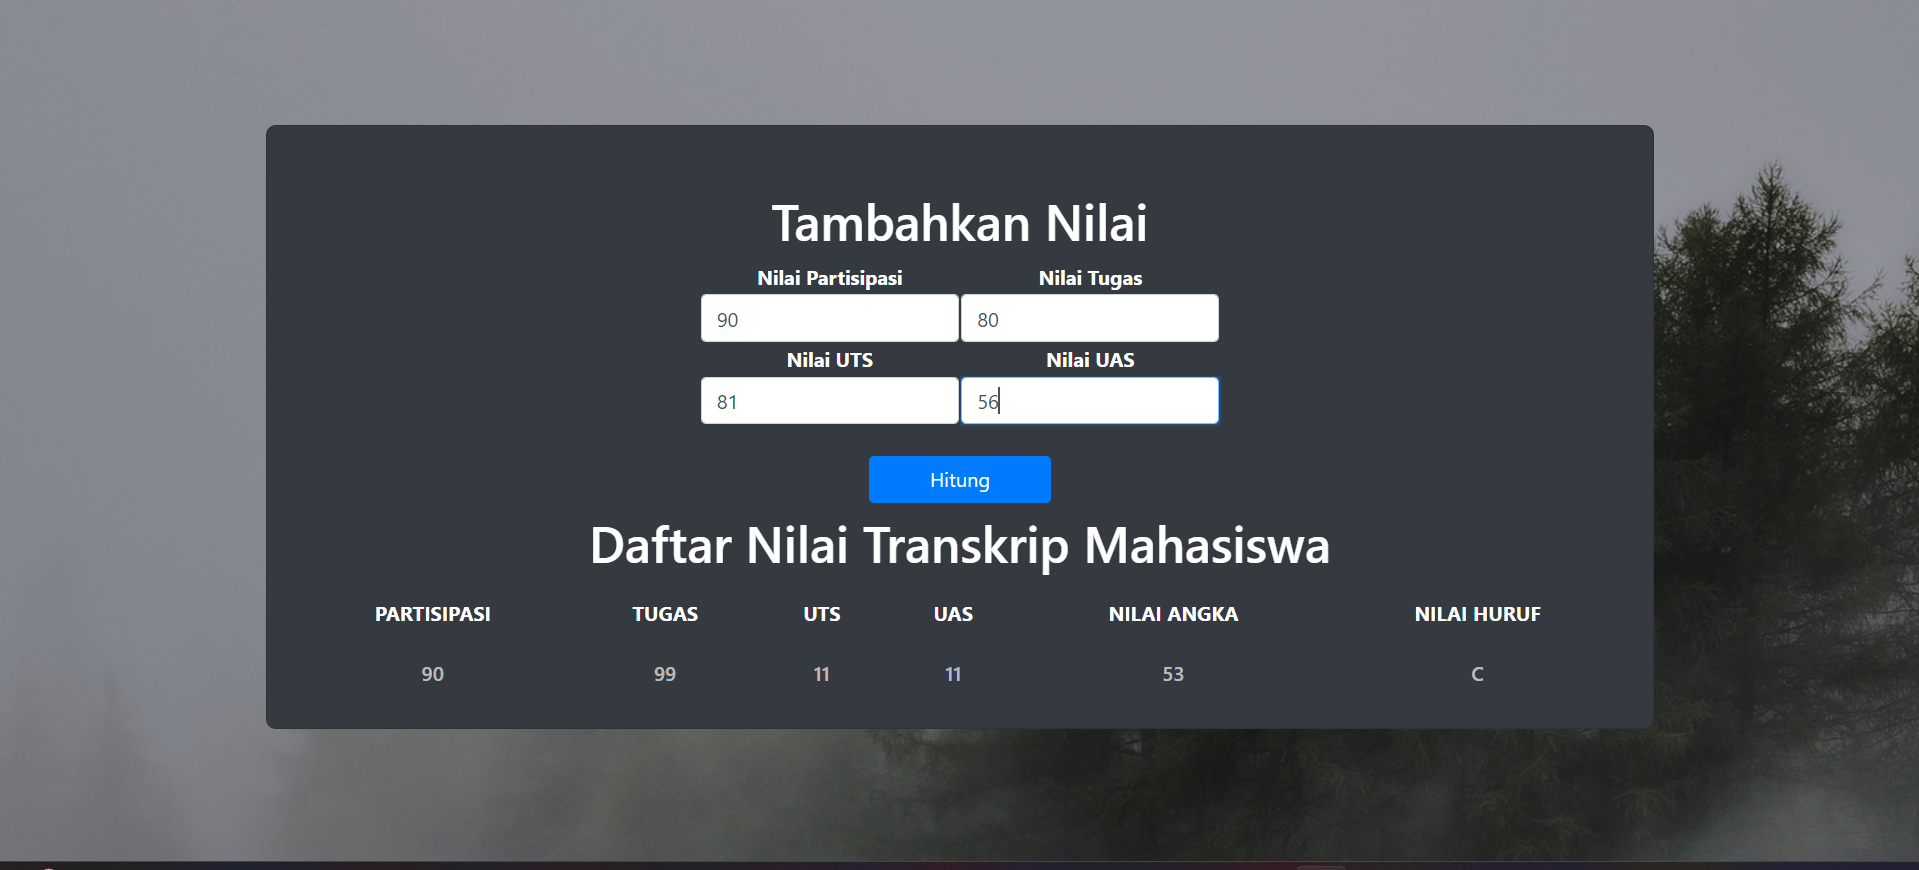 Tambahkan Nilai
Nilai Partisipasi Nilai Tugas
90 80
Nilai UTS Nilai UAS
81 56
Hitung
Daftar Nilai Transkrip Mahasiswa
PARTISIPASI TUGAS UTS UAS NILAI ANGKA NILAI HURUF
90 99 11 11 53 C